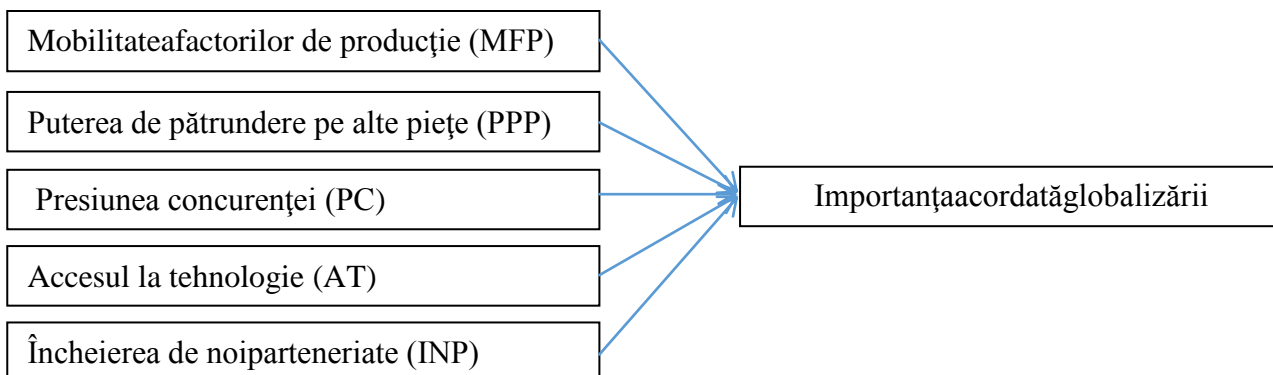 Mobilitateafactorilor de producţie (MFP)
Puterea de pătrundere pe alte pieţe (PPP)
Presiunea concurenţei (PC)
Importanţaacordatăglobalizării
Accesul la tehnologie (AT)
Încheierea de noiparteneriate (INP)